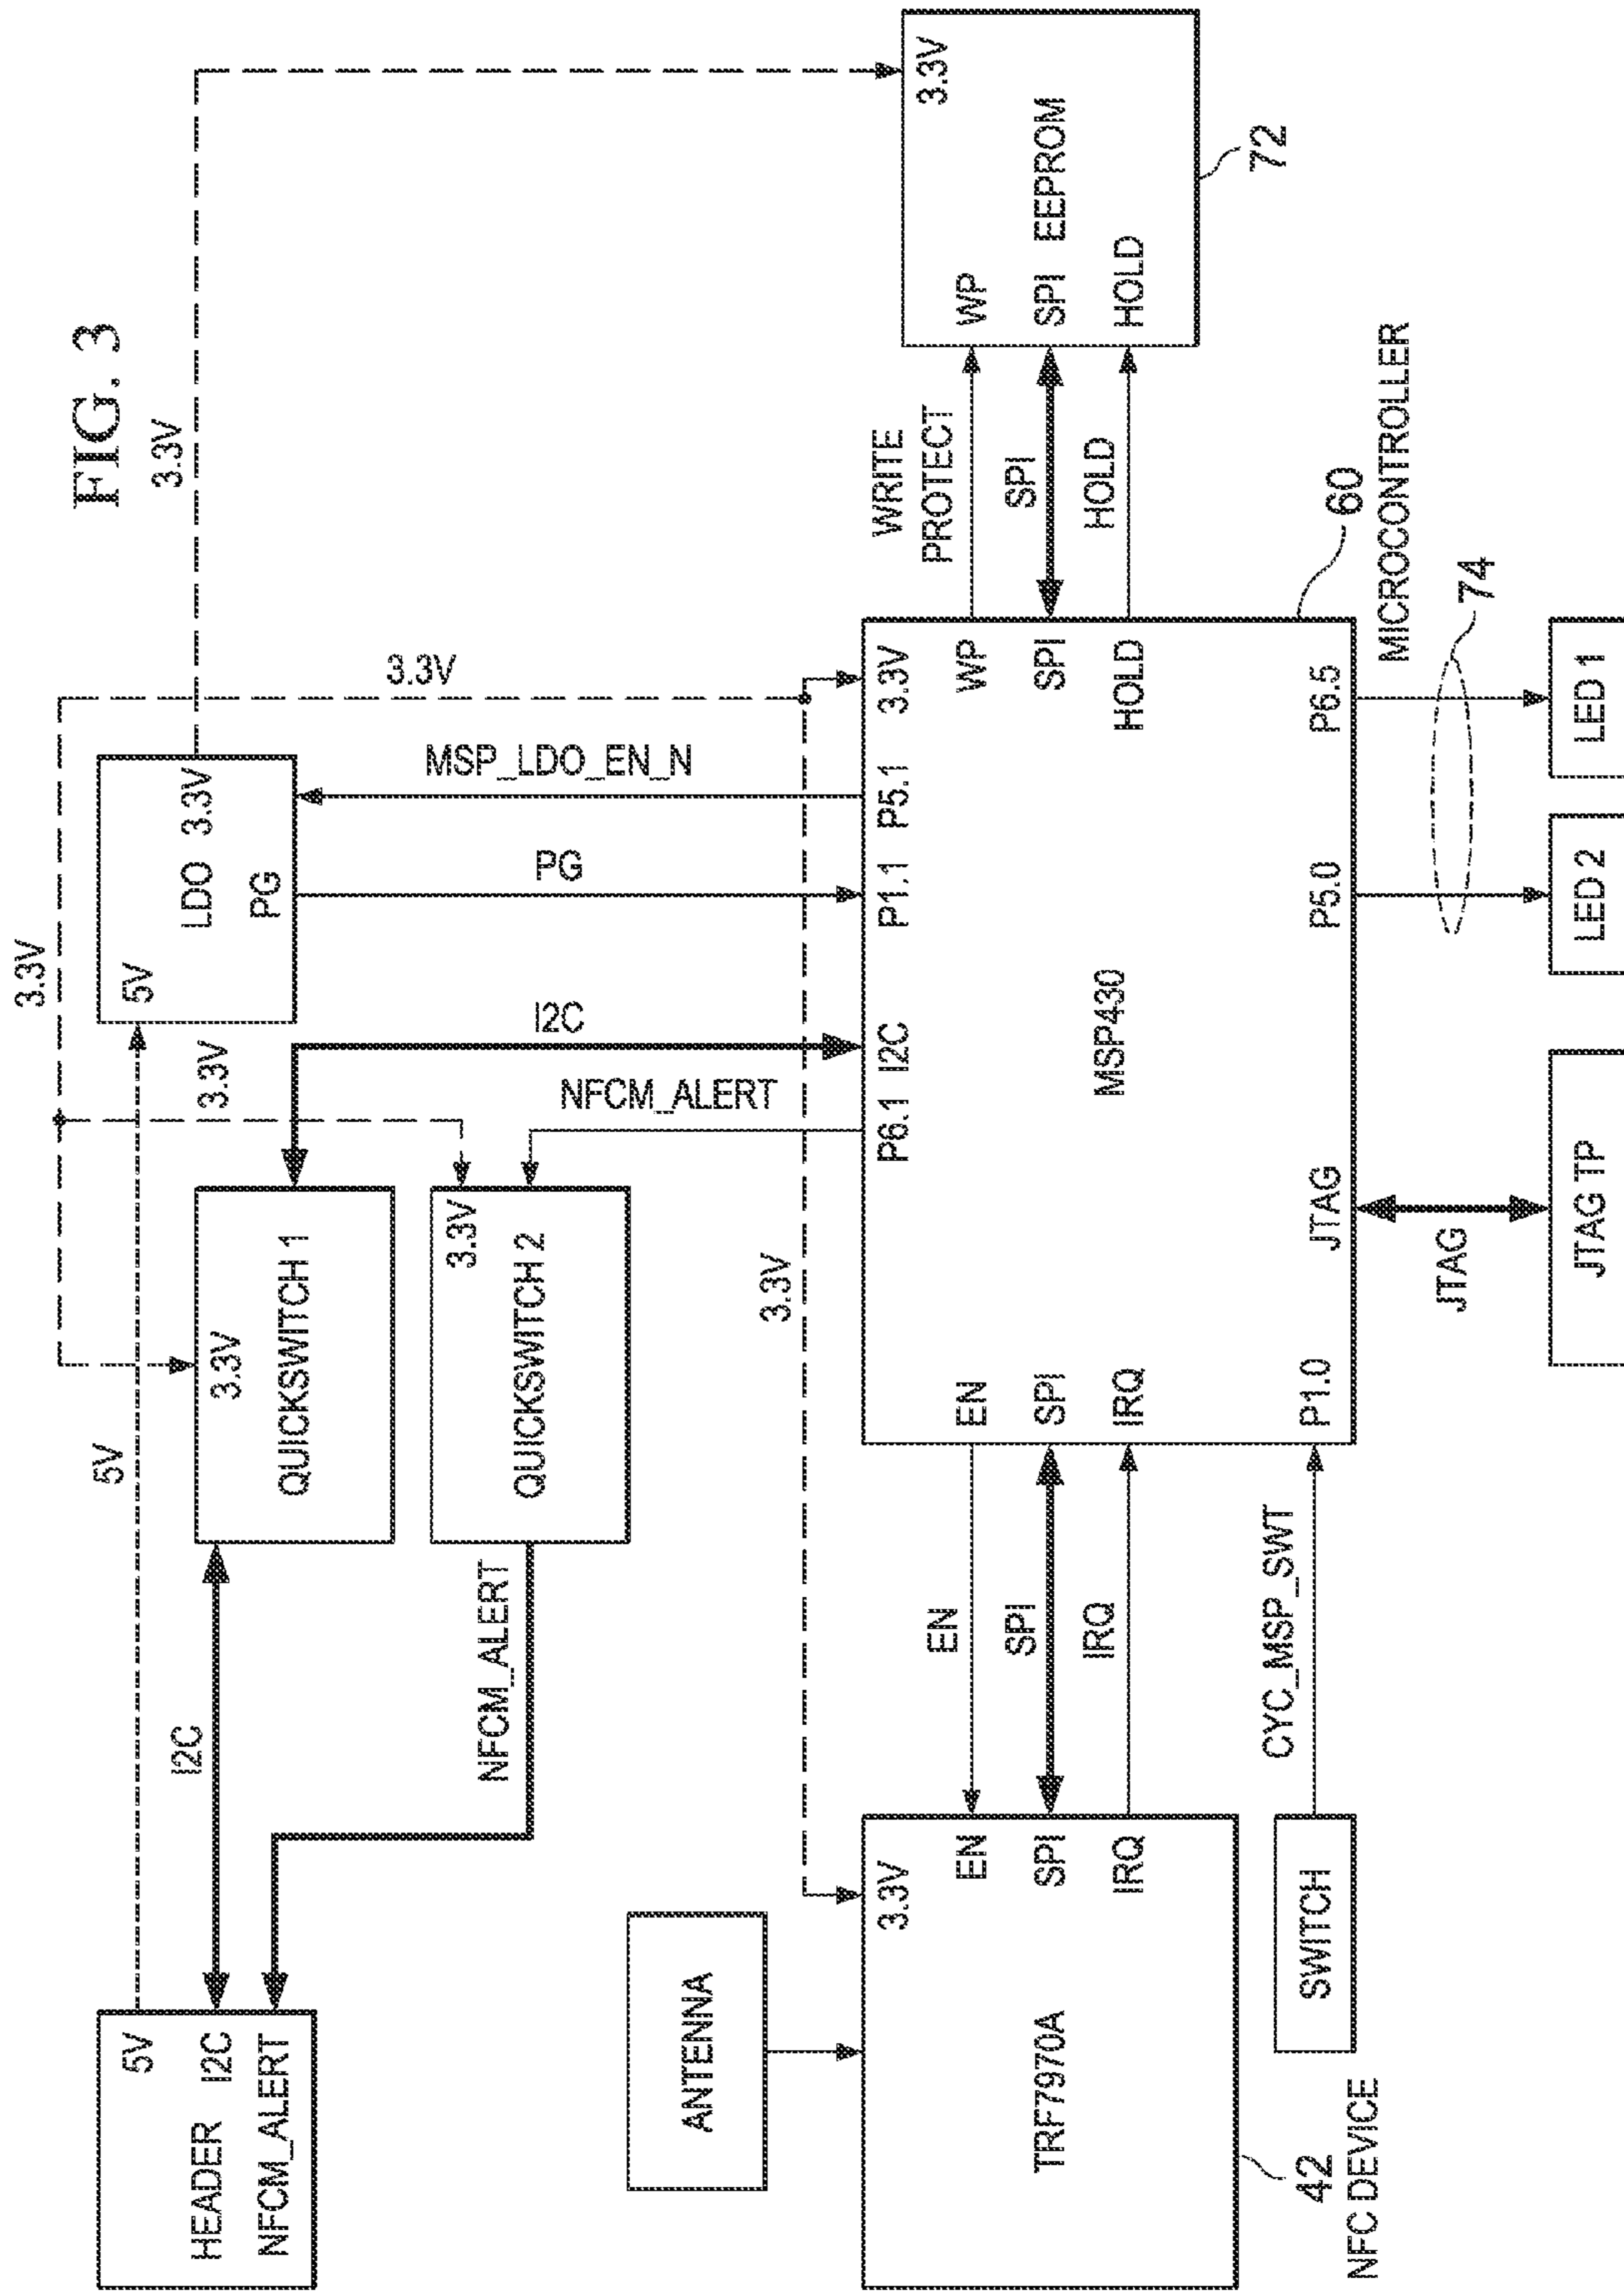 FIG. 3
5V
HEADER
I2C
NFCM_ALERT
5V
I2C
NFCM_ALERT
3.3V
3.3V
3.3V
QUICKSWITCH 1
3.3V
QUICKSWITCH 2
5V
LDO
3.3V
PG
3.3V
I2C
NFCM_ALERT
PG
MSP_LDO_EN_N
3.3V
3.3V
ANTENNA
3.3V
EN
SPI
IRQ
TRF7970A
42
NFC DEVICE
SWITCH
EN
SPI
IRQ
CYC_MSP_SWT
P6.1
I2C
P1.1
P5.1
3.3V
EN
SPI
IRQ
P1.0
MSP430
WP
SPI
HOLD
JTAG
P5.0
P6.5
60
MICROCONTROLLER
WRITE
PROTECT
SPI
HOLD
3.3V
WP
SPI EEPROM
HOLD
72
JTAG
74
JTAG TP
LED 2
LED 1